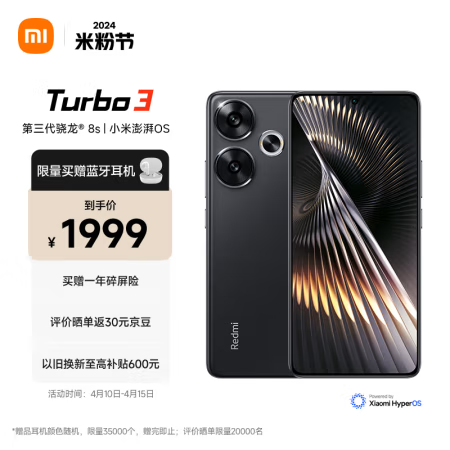 mi
2024
米粉节
Turbo 3
第三代骁龙® 8s | 小米澎湃OS
限量买赠蓝牙耳机
到手价
¥ 1999
买赠一年碎屏险
评价晒单返30元京豆
以旧换新至高补贴600元
活动时间：4月10日-4月15日
Redmi
Powered by
Xiaomi HyperOS
*赠品耳机颜色随机，限量35000个，赠完即止；评价晒单限量20000名